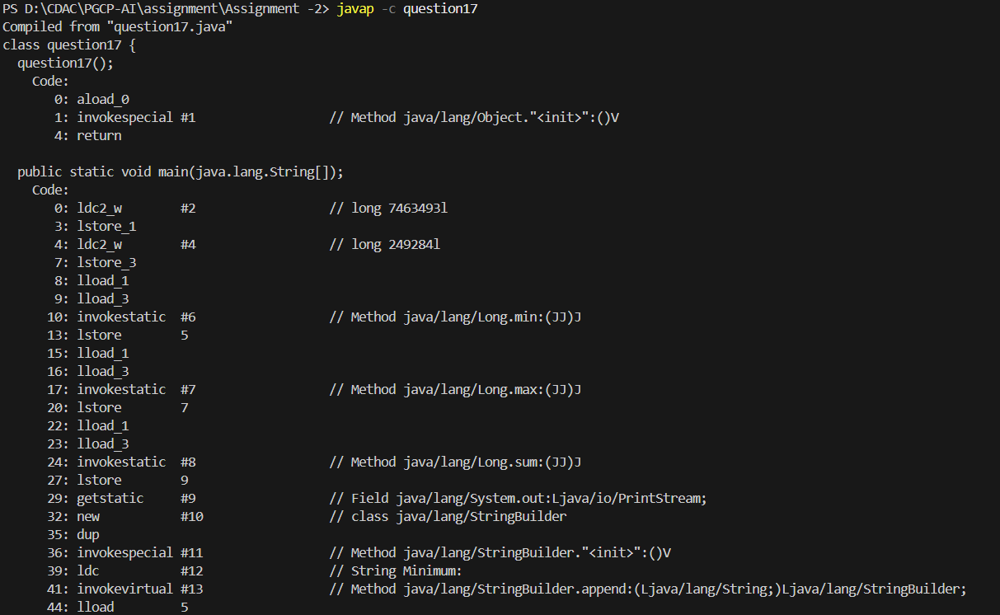 PS D:\CDAC\PGCP-AI\assignment\Assignment -2> javap -c question17
Compiled from "question17.java"
class question17 {
  question17();
    Code:
       0: aload_0
       1: invokespecial #1                  // Method java/lang/Object."<init>":()V
       4: return

  public static void main(java.lang.String[]);
    Code:
       0: ldc2_w        #2                  // long 7463493l
       3: lstore_1
       4: ldc2_w        #4                  // long 249284l
       7: lstore_3
       8: lload_1
       9: lload_3
      10: invokestatic  #6                  // Method java/lang/Long.min:(JJ)J
      13: lstore        5
      15: lload_1
      16: lload_3
      17: invokestatic  #7                  // Method java/lang/Long.max:(JJ)J
      20: lstore        7
      22: lload_1
      23: lload_3
      24: invokestatic  #8                  // Method java/lang/Long.sum:(JJ)J
      27: lstore        9
      29: getstatic     #9                  // Field java/lang/System.out:Ljava/io/PrintStream;
      32: new           #10                 // class java/lang/StringBuilder
      35: dup
      36: invokespecial #11                 // Method java/lang/StringBuilder."<init>":()V
      39: ldc           #12                 // String Minimum:
      41: invokevirtual #13                 // Method java/lang/StringBuilder.append:(Ljava/lang/String;)Ljava/lang/StringBuilder;
      44: lload         5